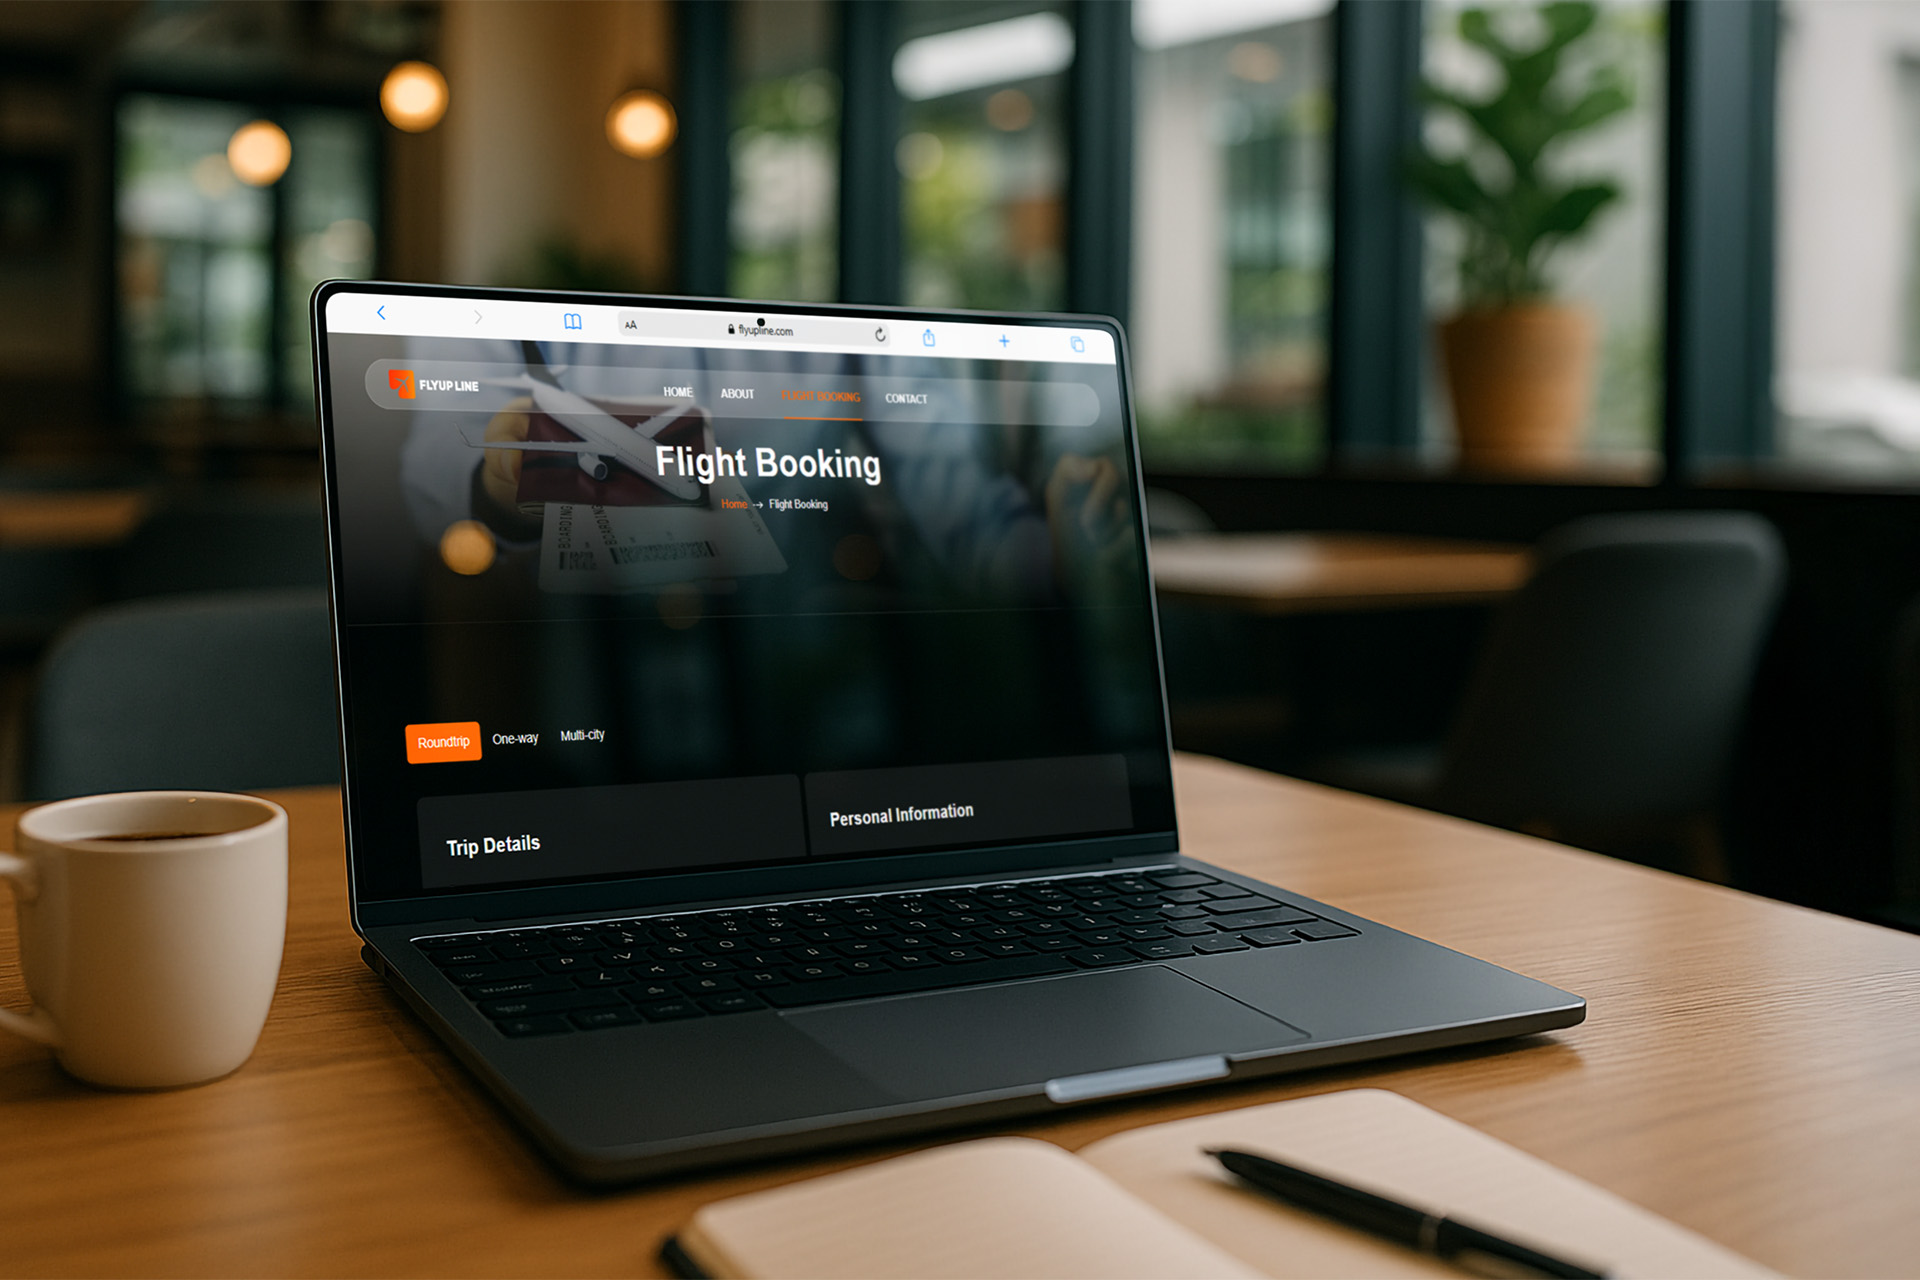 AA flyupline.com
FLYUP LINE
HOME ABOUT FLIGHT BOOKING CONTACT
Flight Booking
Home → Flight Booking
BOARDING
BOARDING
Roundtrip One-way Multi-city
Trip Details
Personal Information